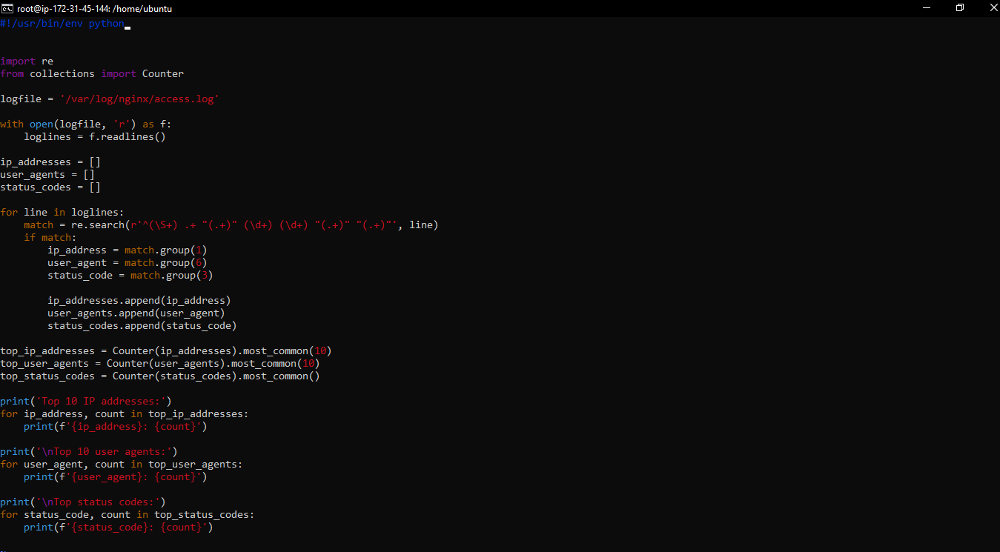 root@ip-172-31-45-144: /home/ubuntu
#!/usr/bin/env python
import re
from collections import Counter
logfile = '/var/log/nginx/access.log'
with open(logfile, 'r') as f:
    loglines = f.readlines()
ip_addresses = []
user_agents = []
status_codes = []
for line in loglines:
    match = re.search(r'^(\S+) .+ "(.+)" (\d+) (\d+) "(.+)" "(.+)"', line)
    if match:
        ip_address = match.group(1)
        user_agent = match.group(6)
        status_code = match.group(3)
        ip_addresses.append(ip_address)
        user_agents.append(user_agent)
        status_codes.append(status_code)
top_ip_addresses = Counter(ip_addresses).most_common(10)
top_user_agents = Counter(user_agents).most_common(10)
top_status_codes = Counter(status_codes).most_common()
print('Top 10 IP addresses:')
for ip_address, count in top_ip_addresses:
    print(f'{ip_address}: {count}')
print('\nTop 10 user agents:')
for user_agent, count in top_user_agents:
    print(f'{user_agent}: {count}')
print('\nTop status codes:')
for status_code, count in top_status_codes:
    print(f'{status_code}: {count}')